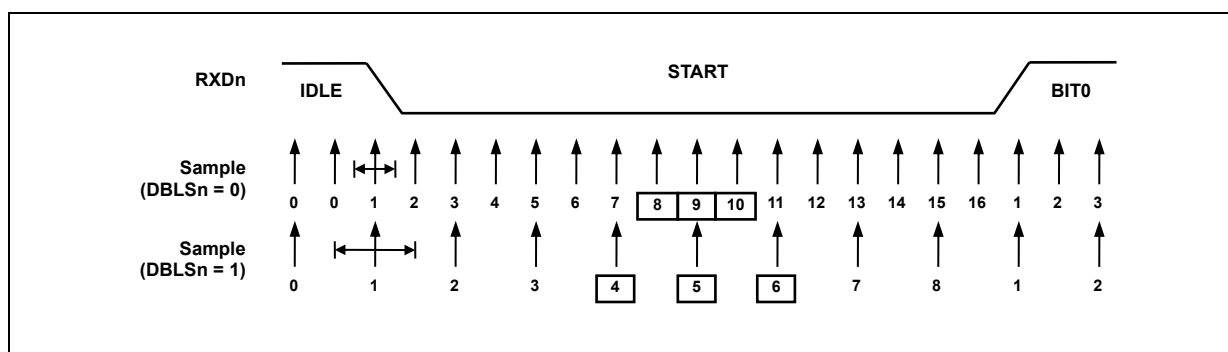 RXDn
IDLE
START
BIT0
Sample
(DBLSn = 0)
0 0 1 2 3 4 5 6 7 8 9 10 11 12 13 14 15 16 1 2 3
Sample
(DBLSn = 1)
0 1 2 3 4 5 6 7 8 1 2